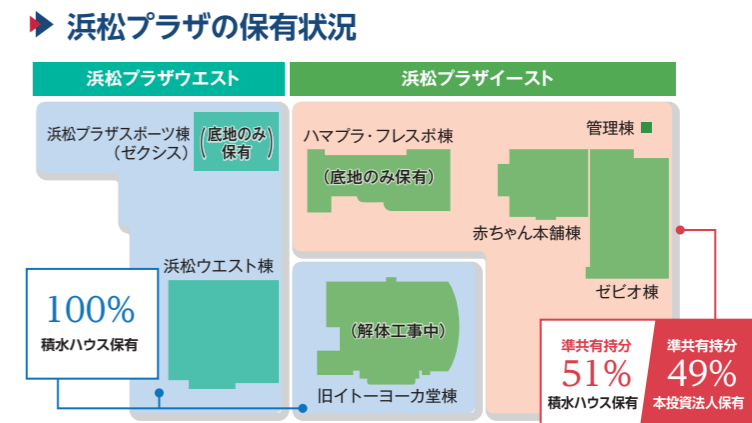 浜松プラザの保有状況
浜松プラザウエスト
浜松プラザイースト
浜松プラザスポーツ棟
（ゼクシス）
（底地のみ
保有）
ハマプラ・フレスポ棟
（底地のみ保有）
管理棟
赤ちゃん本舗棟
ゼビオ棟
浜松ウエスト棟
100%
積水ハウス保有
（解体工事中）
旧イトーヨーカ堂棟
準共有持分
51%
積水ハウス保有
準共有持分
49%
本投資法人保有